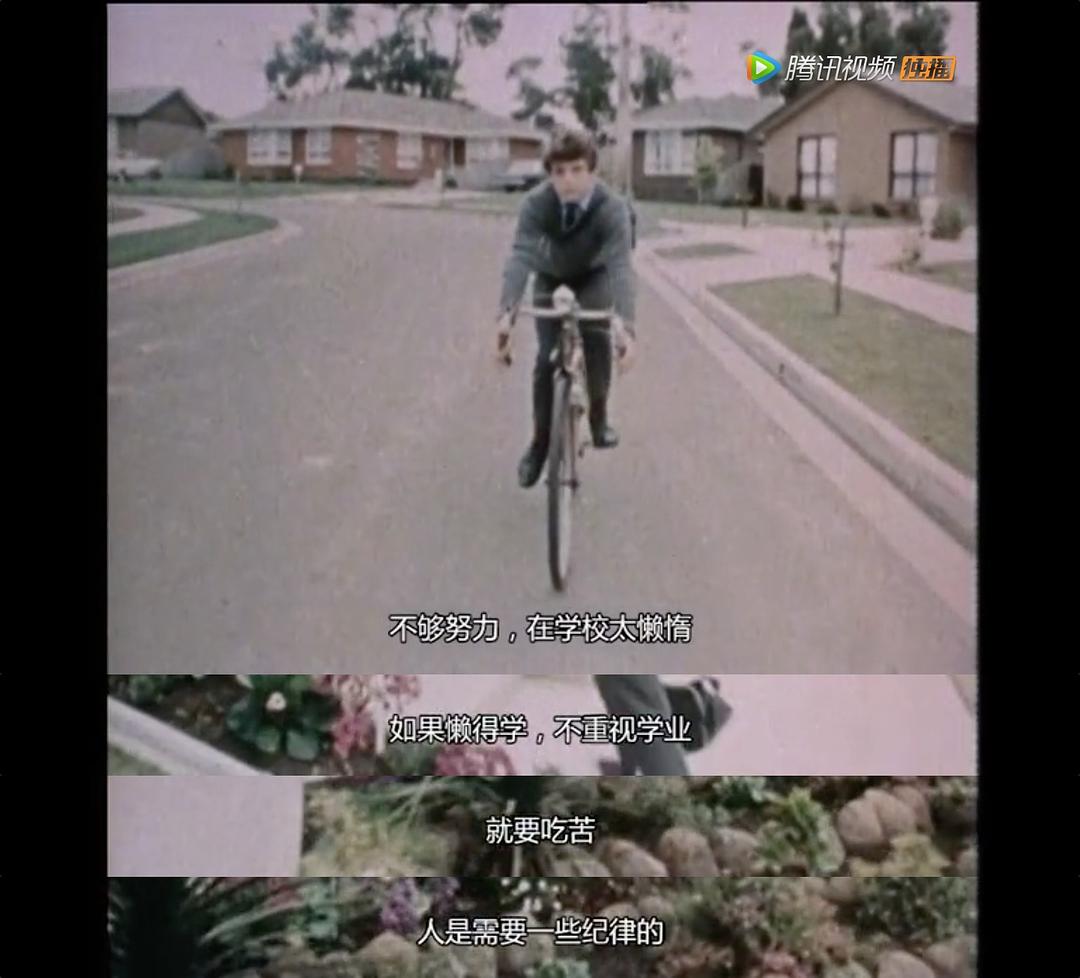 腾讯视频 独播
不够努力，在学校太懒惰
如果懒得学，不重视学业
就要吃苦
人是需要一些纪律的